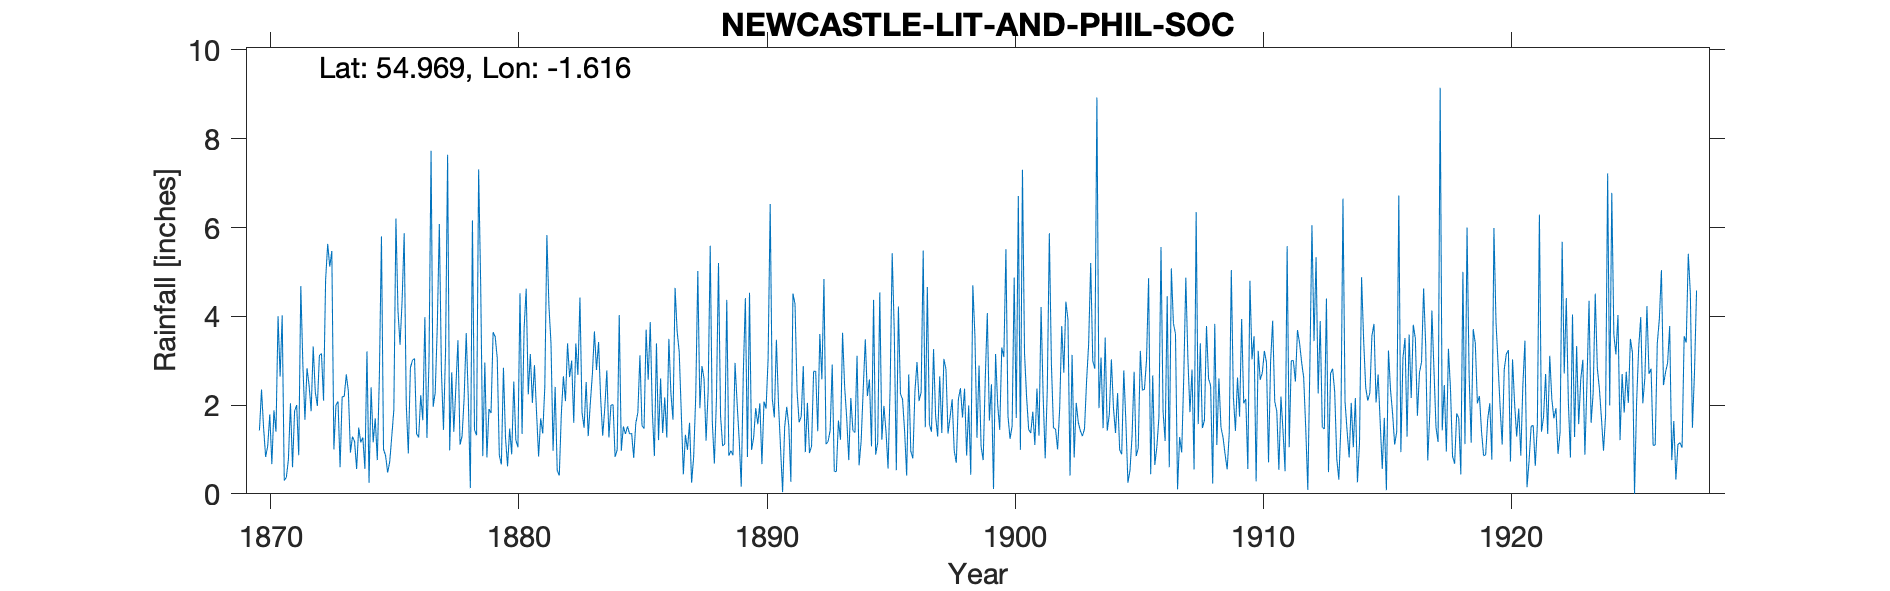 NEWCASTLE-LIT-AND-PHIL-SOC
Lat: 54.969, Lon: -1.616
10
8
6
4
2
0
Rainfall [inches]
1870 1880 1890 1900 1910 1920
Year